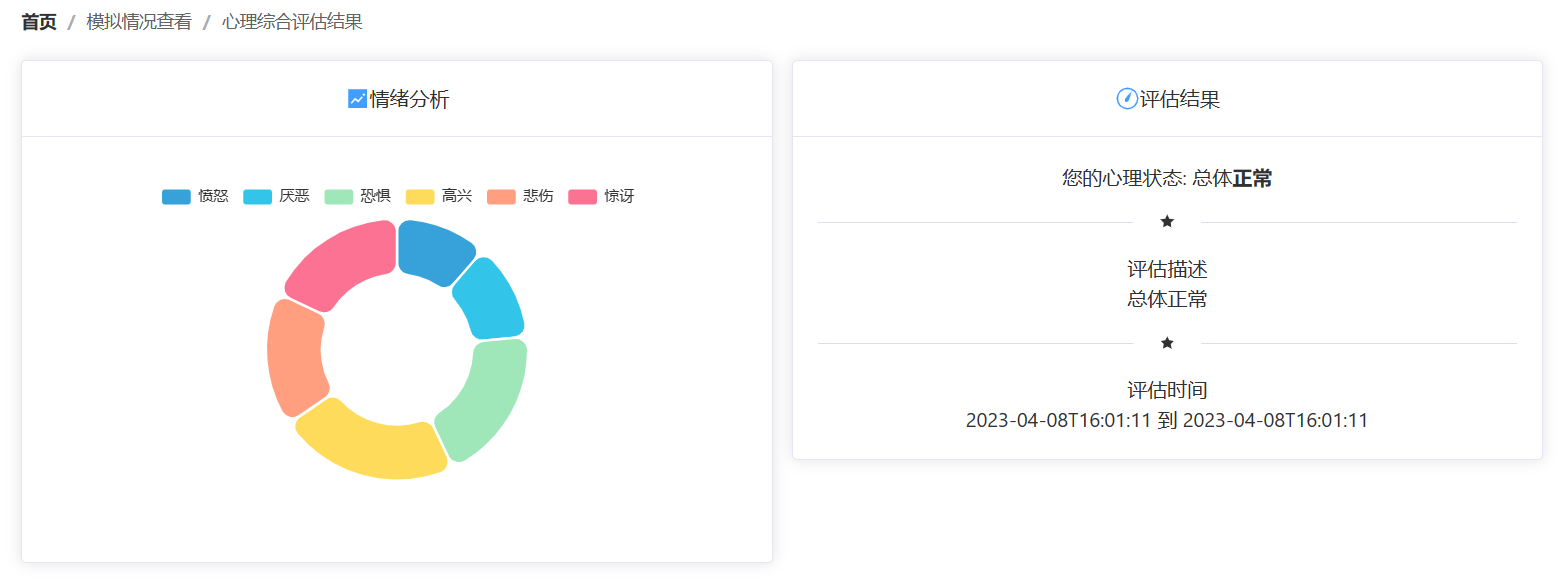 首页 / 模拟情况查看 / 心理综合评估结果
情绪分析
愤怒 厌恶 恐惧 高兴 悲伤 惊讶
评估结果
您的心理状态: 总体正常
评估描述
总体正常
评估时间
2023-04-08T16:01:11 到 2023-04-08T16:01:11